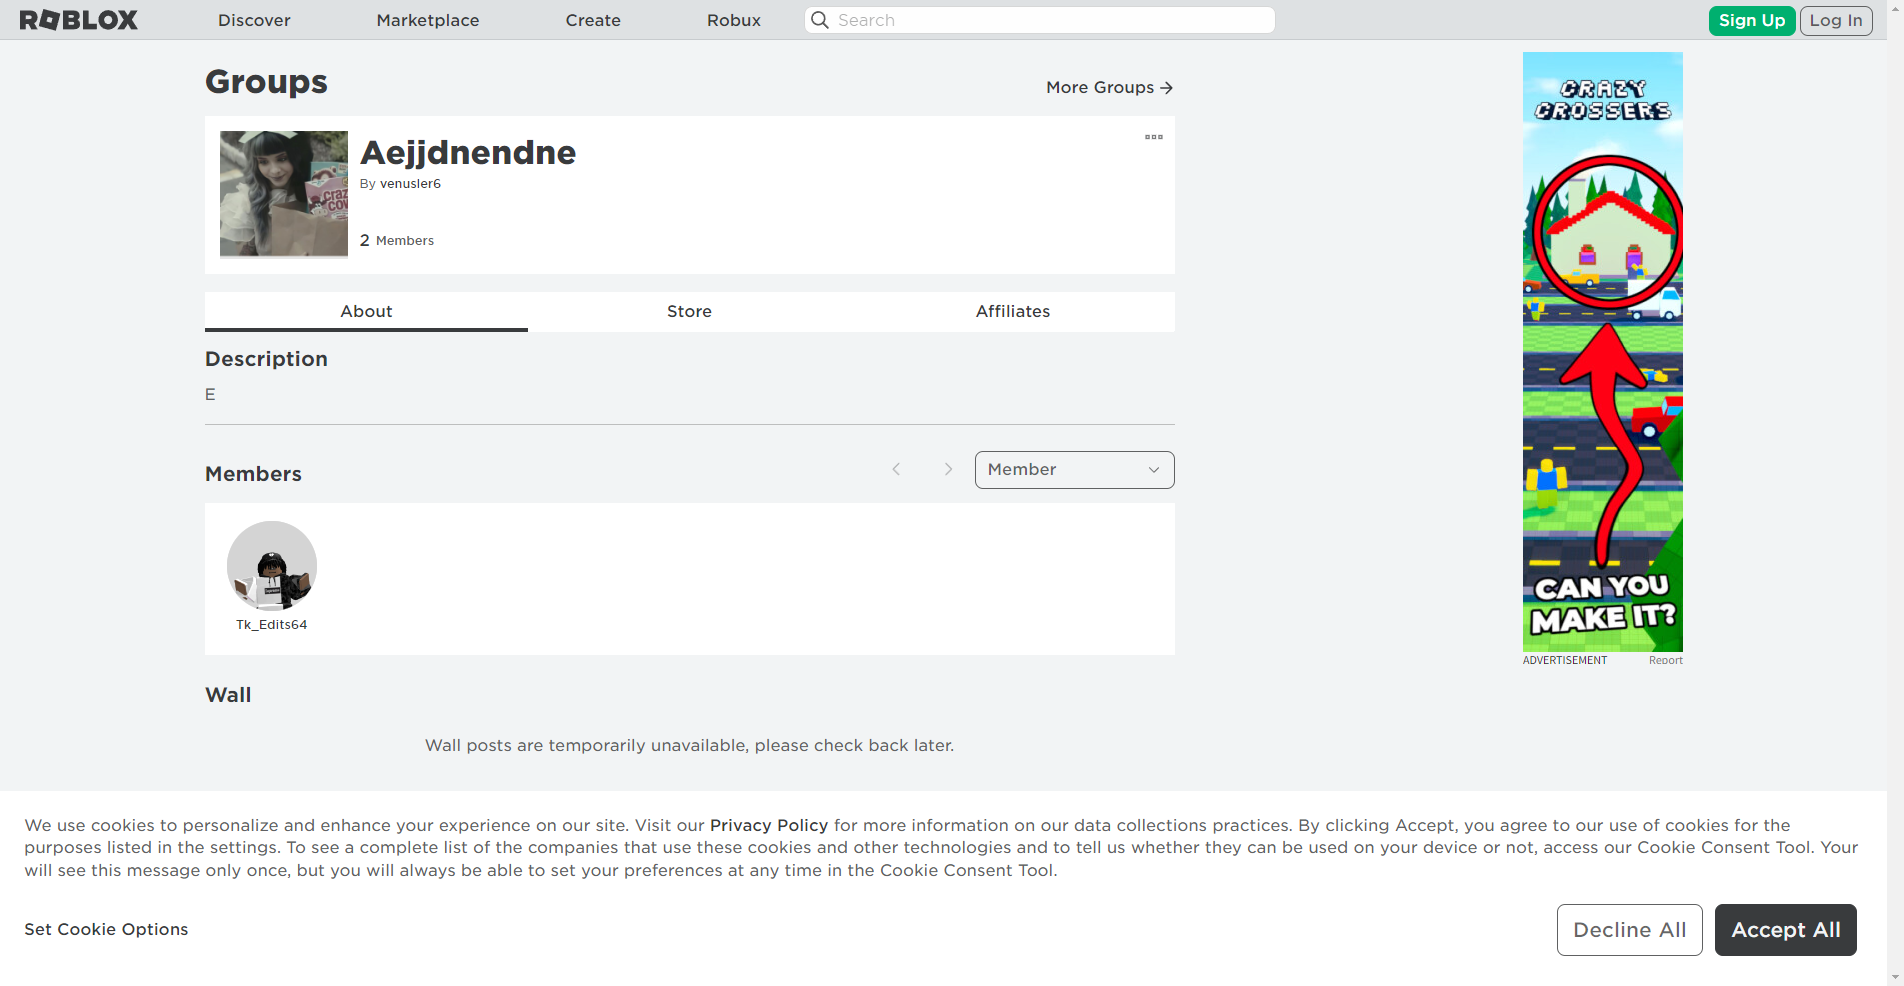 ROBLOX Discover Marketplace Create Robux Search Sign Up Log In
Groups
More Groups
Aejjdnendne
By venusler6
2 Members
About Store Affiliates
Description
E
Members
Member
Tk_Edits64
Wall
Wall posts are temporarily unavailable, please check back later.
CRAZY
CROSSERS
CAN YOU
MAKE IT?
ADVERTISEMENT Report
We use cookies to personalize and enhance your experience on our site. Visit our Privacy Policy for more information on our data collections practices. By clicking Accept, you agree to our use of cookies for the
purposes listed in the settings. To see a complete list of the companies that use these cookies and other technologies and to tell us whether they can be used on your device or not, access our Cookie Consent Tool. Your
will see this message only once, but you will always be able to set your preferences at any time in the Cookie Consent Tool.
Set Cookie Options
Decline All Accept All